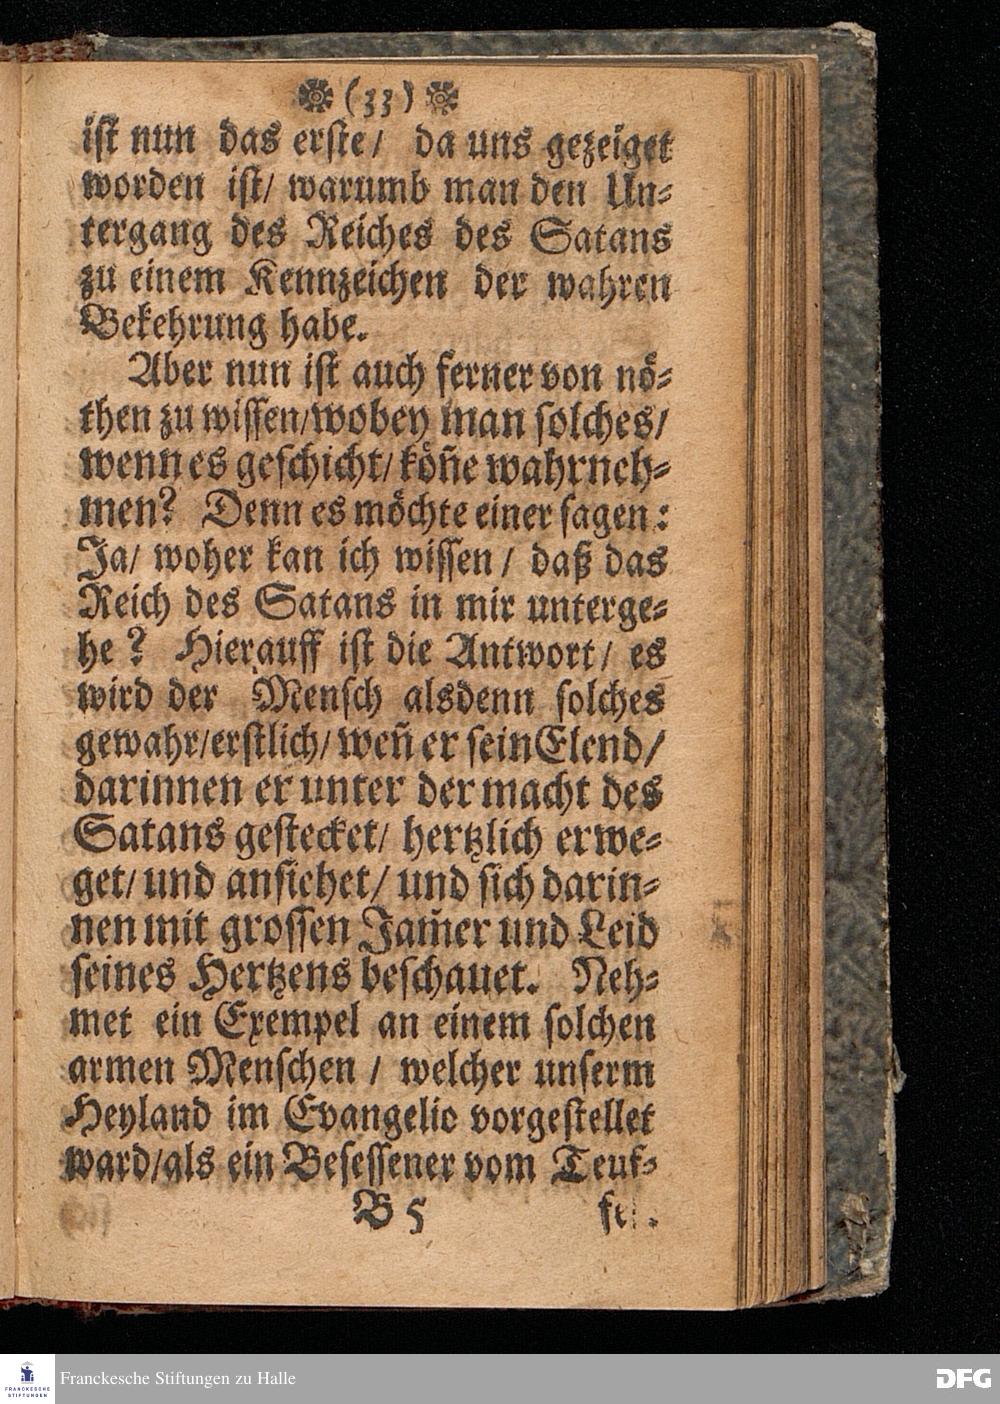 (33)
ist nun das erste/ da uns gezeiget
worden ist/ warumb man den Un-
tergang des Reiches des Satans
zu einem Kennzeichen der wahren
Bekehrung habe.
Aber nun ist auch ferner von nö-
then zu wissen/wobey man solches/
wenn es geschicht/ köñe wahrneh-
men? Denn es möchte einer sagen:
Ja/ woher kan ich wissen/ daß das
Reich des Satans in mir unterge-
he? Hierauff ist die Antwort/ es
wird der Mensch alsdenn solches
gewahr/erstlich/ weñ er sein Elend/
darinnen er unter der macht des
Satans gestecket/ hertzlich erwe-
get/ und ansiehet/ und sich darin-
nen mit grossen Jam̃er und Leid
seines Hertzens beschauet. Neh-
met ein Exempel an einem solchen
armen Menschen / welcher unserm
Heyland im Evangelio vorgestellet
ward/als ein Besessener vom Teuf-
B 5
Franckesche Stiftungen zu Halle
FRANCKESCHE
STIFTUNGEN
DFG